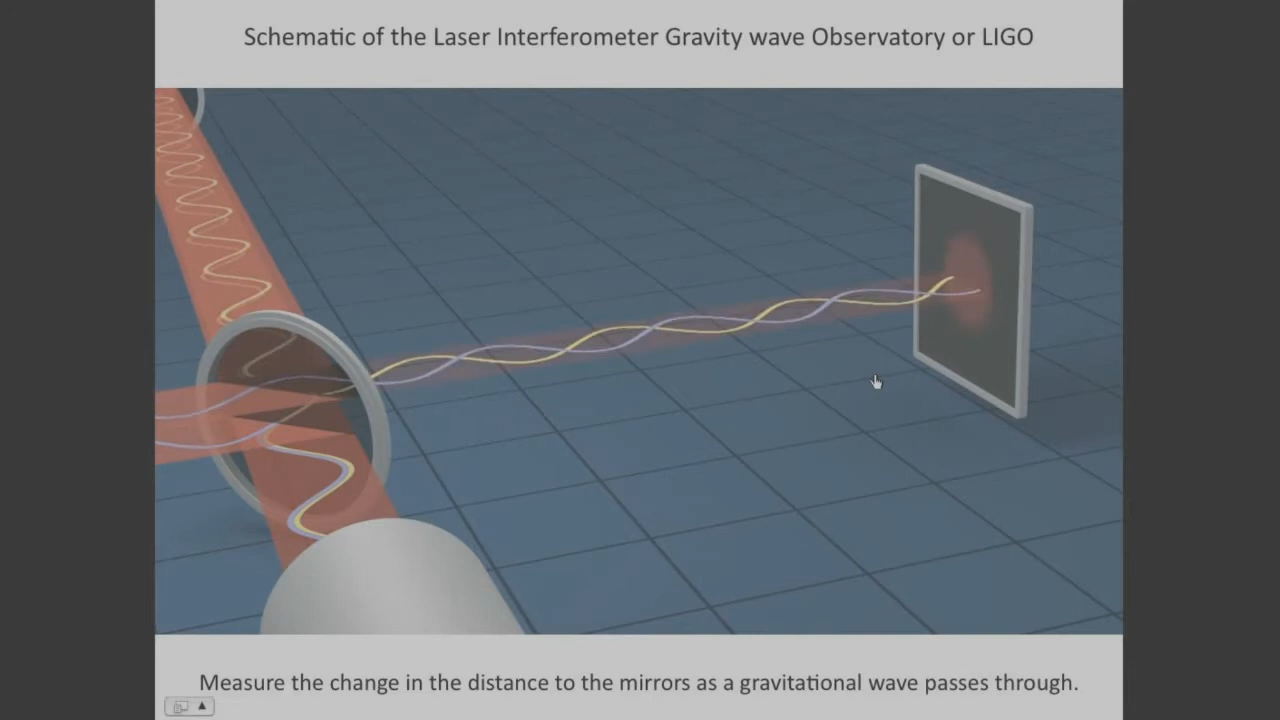 Schematic of the Laser Interferometer Gravity wave Observatory or LIGO
Measure the change in the distance to the mirrors as a gravitational wave passes through.